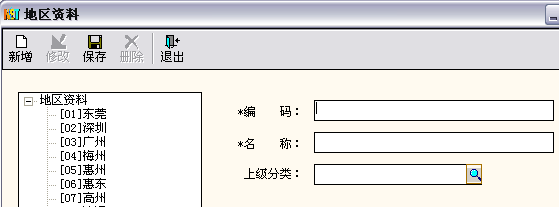 地区资料
新增 修改 保存 删除 退出
地区资料
[01]东莞
[02]深圳
[03]广州
[04]梅州
[05]惠州
[06]惠东
[07]高州
*编 码：
*名 称：
上级分类：